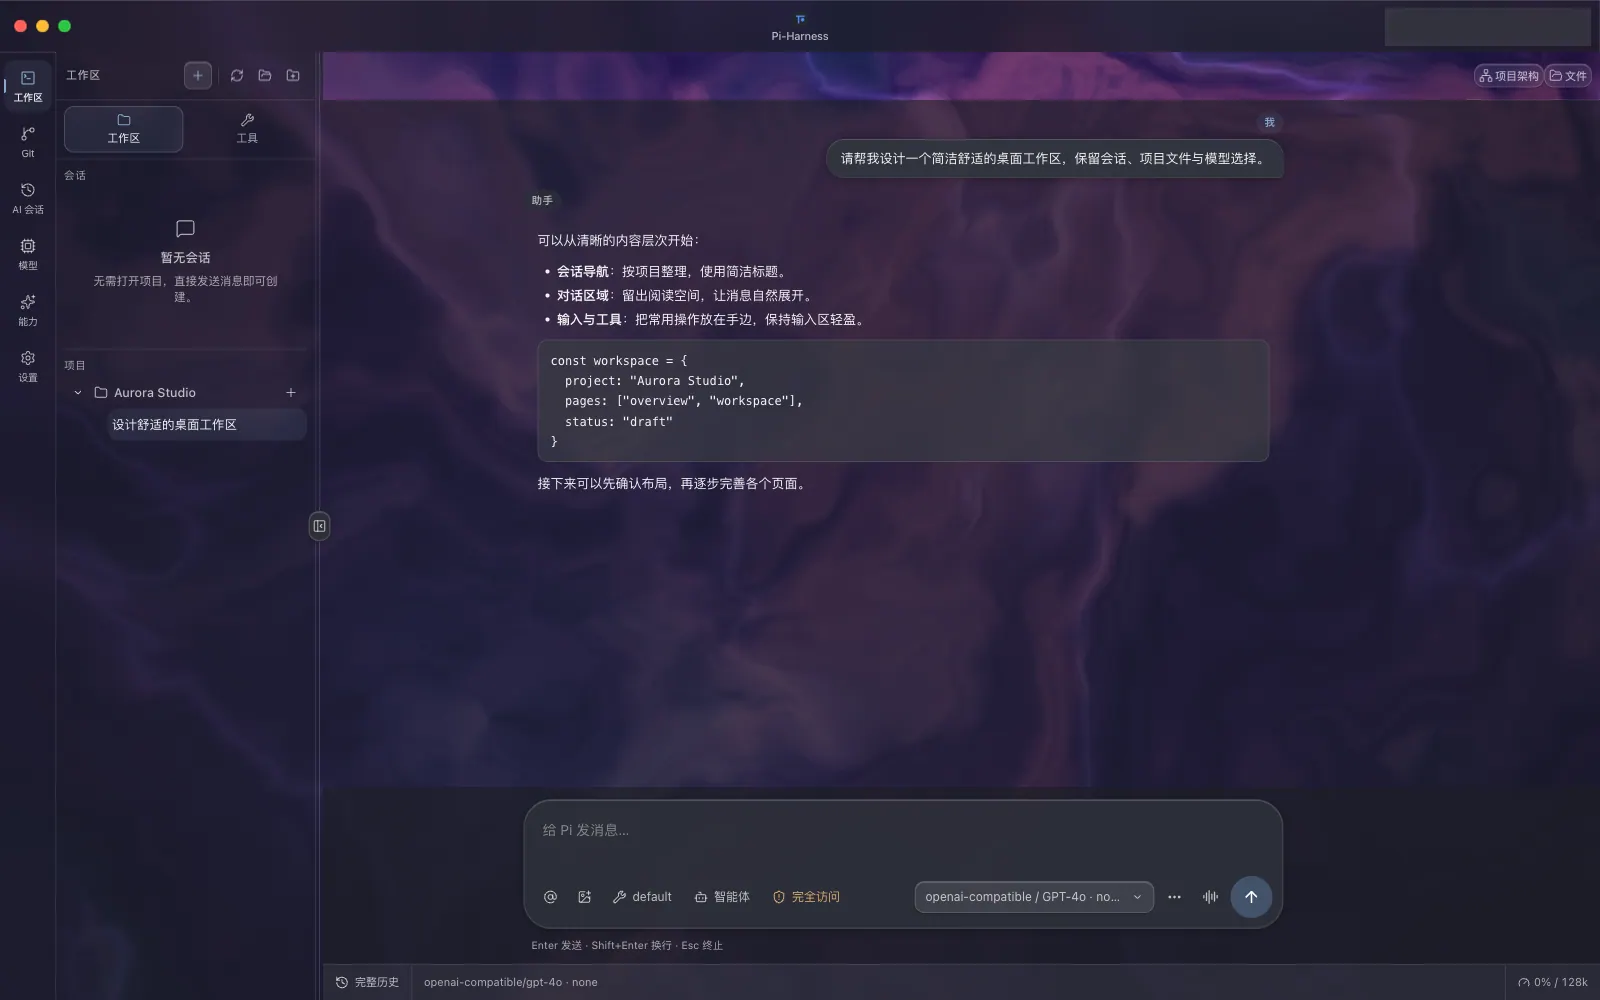 Pi-Harness
工作区
Git
AI 会话
模型
能力
设置
工作区
工作区
工具
会话
暂无会话
无需打开项目，直接发送消息即可创
建。
项目
Aurora Studio
设计舒适的桌面工作区
项目架构
文件
我
请帮我设计一个简洁舒适的桌面工作区，保留会话、项目文件与模型选择。
助手
可以从清晰的内容层次开始：
• 会话导航：按项目整理，使用简洁标题。
• 对话区域：留出阅读空间，让消息自然展开。
• 输入与工具：把常用操作放在手边，保持输入区轻盈。
const workspace = {
  project: "Aurora Studio",
  pages: ["overview", "workspace"],
  status: "draft"
}
接下来可以先确认布局，再逐步完善各个页面。
给 Pi 发消息...
default
智能体
完全访问
openai-compatible / GPT-4o · no...
Enter 发送 · Shift+Enter 换行 · Esc 终止
完整历史
openai-compatible/gpt-4o · none
0% / 128k